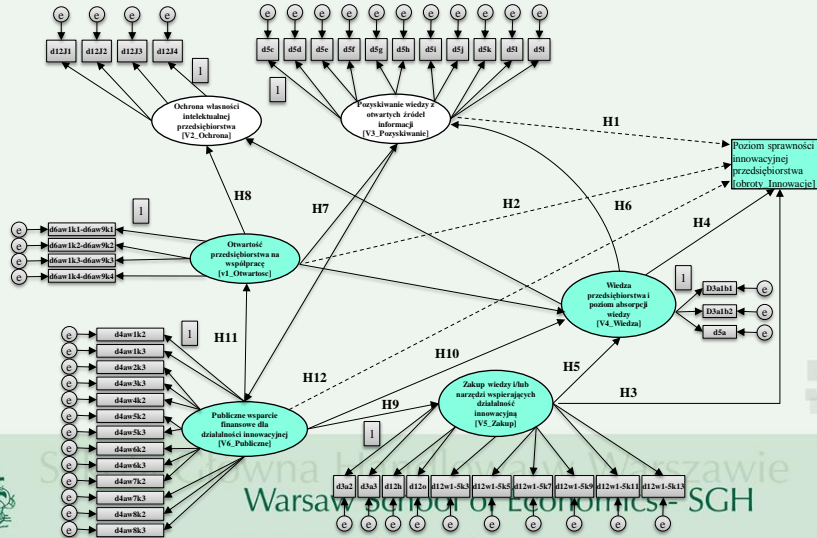 e e e e
d12J1 d12J2 d12J3 d12J4
e e e e e e e e e e
d5c d5d d5e d5f d5g d5h d5i d5j d5k d5l d5l
1
1
Ochrona własności
intelektualnej
przedsiębiorstwa
[V2_Ochrona]
Pozyskiwanie wiedzy z
otwartych źródeł
informacji
[V3_Pozyskiwanie]
H1
Poziom sprawności
innowacyjnej
przedsiębiorstwa
[obroty_Innowacje]
H8
H7
H2
H6
H4
1
e d6aw1k1-d6aw9k1
e d6aw1k2-d6aw9k2
e d6aw1k3-d6aw9k3
e d6aw1k4-d6aw9k4
Otwartość
przedsiębiorstwa na
współpracę
[v1_Otwartosc]
Wiedza
przedsiębiorstwa i
poziom absorpcji
wiedzy
[V4_Wiedza]
1
D3a1b1 e
D3a1b2 e
d5a e
H11
H10
H5
H12
H3
H9
1
e d4aw1k2
e d4aw1k3
e d4aw2k3
e d4aw3k3
e d4aw4k2
e d4aw5k2
e d4aw5k3
e d4aw6k2
e d4aw6k3
e d4aw7k2
e d4aw7k3
e d4aw8k2
e d4aw8k3
Publiczne wsparcie
finansowe dla
działalności innowacyjnej
[V6_Publiczne]
Zakup wiedzy i/lub
narzędzi wspierających
działalność
innowacyjną
[V5_Zakup]
1
d3a2 d3a3 d12h d12o d12w1-5k3 d12w1-5k5 d12w1-5k7 d12w1-5k9 d12w1-5k11 d12w1-5k13
e e e e e e e e e e
Główna Handlowa w Warszawie
Warsaw School of Economics - SGH